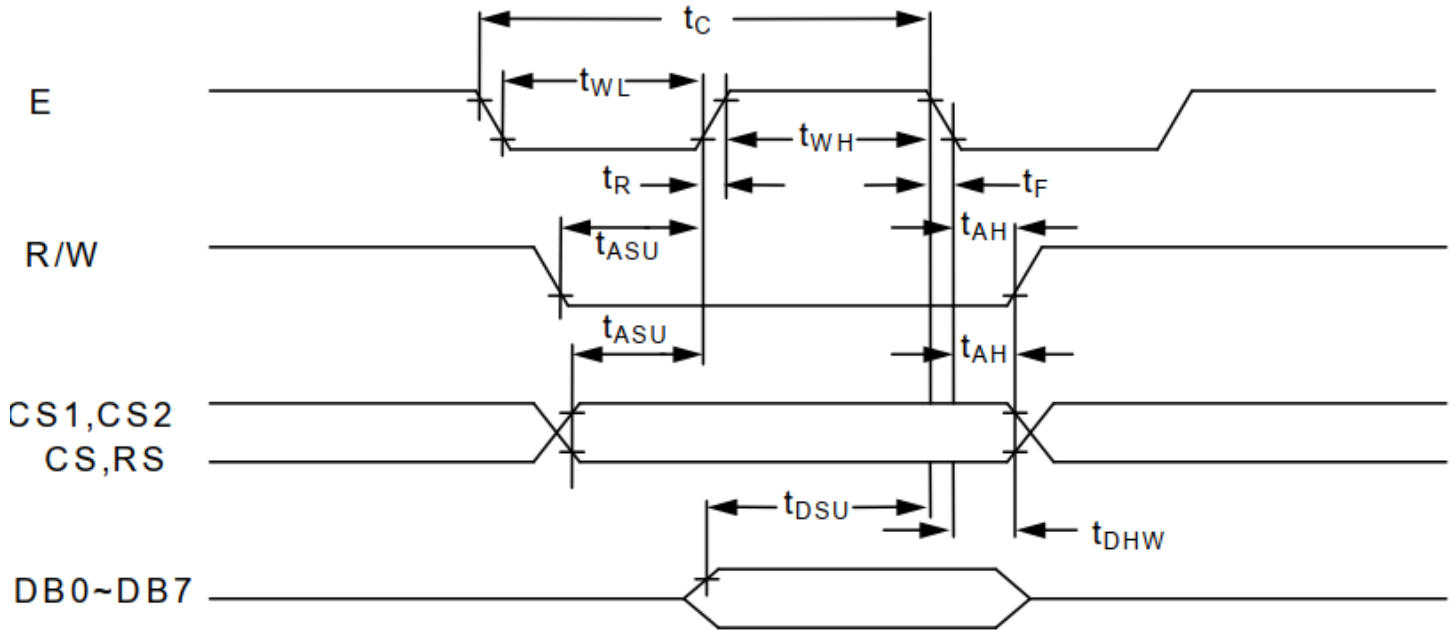 tC
E
tWL
tWH
tR
tF
tASU
tAH
R/W
tASU
tAH
CS1,CS2
CS,RS
tDSU
tDHW
DB0~DB7